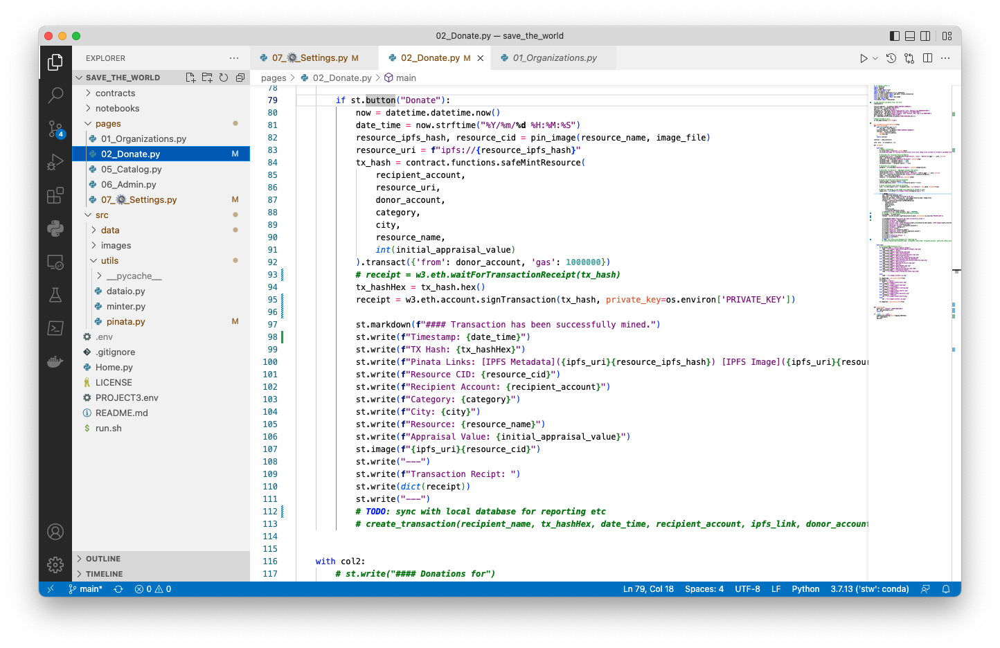 02_Donate.py — save_the_world
EXPLORER
07_⚙️_Settings.py M
02_Donate.py M
01_Organizations.py
SAVE_THE_WORLD
pages > 02_Donate.py > main
contracts
notebooks
pages
01_Organizations.py
02_Donate.py M
05_Catalog.py
06_Admin.py
07_⚙️_Settings.py M
src
data
images
utils
__pycache__
dataio.py
minter.py
pinata.py M
.env
.gitignore
Home.py
LICENSE
PROJECT3.env
README.md
run.sh
OUTLINE
TIMELINE
4
78
79 if st.button("Donate"):
80 now = datetime.datetime.now()
81 date_time = now.strftime("%Y/%m/%d %H:%M:%S")
82 resource_ipfs_hash, resource_cid = pin_image(resource_name, image_file)
83 resource_uri = f"ipfs://{resource_ipfs_hash}"
84 tx_hash = contract.functions.safeMintResource(
85 recipient_account,
86 resource_uri,
87 donor_account,
88 category,
89 city,
90 resource_name,
91 int(initial_appraisal_value)
92 ).transact({'from': donor_account, 'gas': 1000000})
93 # receipt = w3.eth.waitForTransactionReceipt(tx_hash)
94 tx_hashHex = tx_hash.hex()
95 receipt = w3.eth.account.signTransaction(tx_hash, private_key=os.environ['PRIVATE_KEY'])
96
97 st.markdown(f"#### Transaction has been successfully mined.")
98 st.write(f"Timestamp: {date_time}")
99 st.write(f"TX Hash: {tx_hashHex}")
100 st.write(f"Pinata Links: [IPFS Metadata]({ipfs_uri}{resource_ipfs_hash}) [IPFS Image]({ipfs_uri}{resour
101 st.write(f"Resource CID: {resource_cid}")
102 st.write(f"Recipient Account: {recipient_account}")
103 st.write(f"Category: {category}")
104 st.write(f"City: {city}")
105 st.write(f"Resource: {resource_name}")
106 st.write(f"Appraisal Value: {initial_appraisal_value}")
107 st.image(f"{ipfs_uri}{resource_cid}")
108 st.write("---")
109 st.write(f"Transaction Recipt: ")
110 st.write(dict(receipt))
111 st.write("---")
112 # TODO: sync with local database for reporting etc
113 # create_transaction(recipient_name, tx_hashHex, date_time, recipient_account, ipfs_link, donor_account
114
115
116 with col2:
117 # st.write("#### Donations for")
main* 0 0 Ln 79, Col 18 Spaces: 4 UTF-8 LF Python 3.7.13 ('stw': conda)